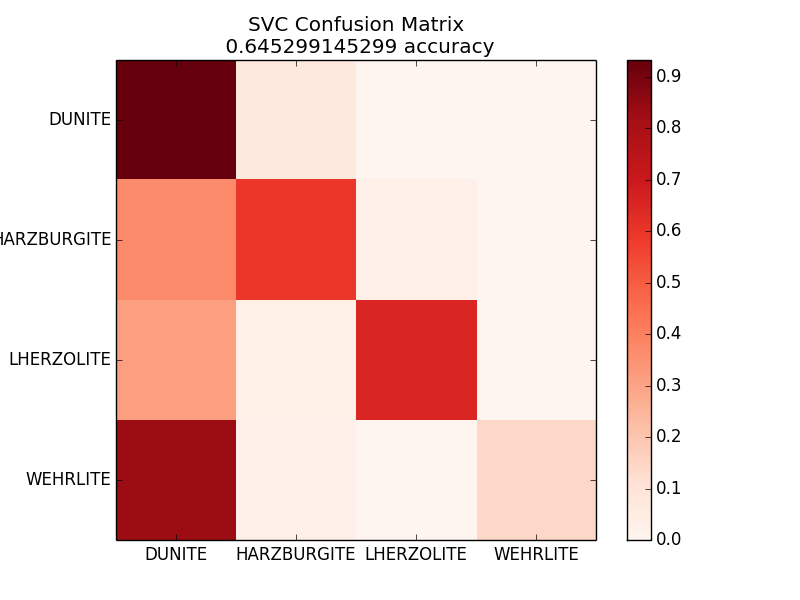 SVC Confusion Matrix
0.645299145299 accuracy
DUNITE
HARZBURGITE
LHERZOLITE
WEHRLITE
DUNITE HARZBURGITE LHERZOLITE WEHRLITE
0.9
0.8
0.7
0.6
0.5
0.4
0.3
0.2
0.1
0.0